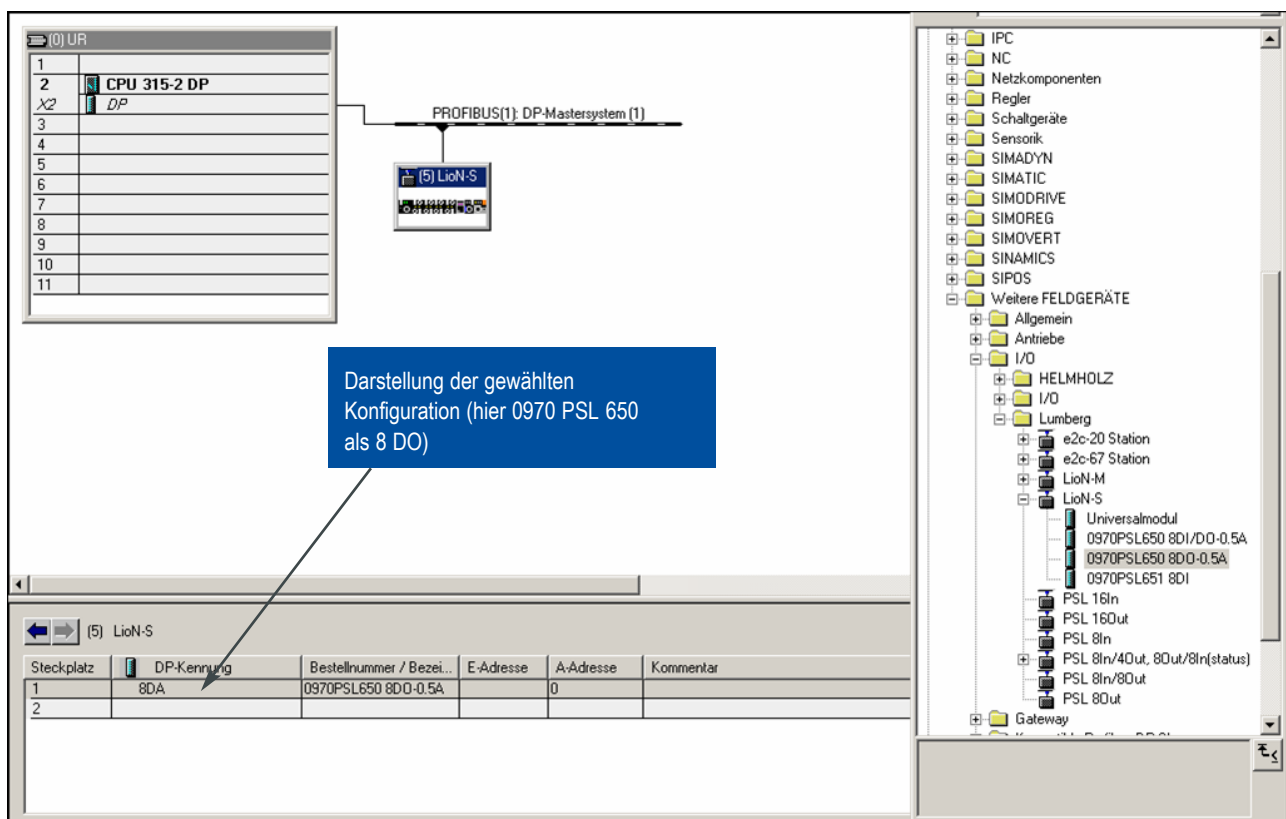 (0) UR
1
2 CPU 315-2 DP
X2 DP
3
4
5
6
7
8
9
10
11
PROFIBUS(1): DP-Mastersystem (1)
(5) LioN-S
Darstellung der gewählten
Konfiguration (hier 0970 PSL 650
als 8 DO)
(5) LioN-S
Steckplatz DP-Kennung Bestellnummer / Bezei... E-Adresse A-Adresse Kommentar
1 8DA 0970PSL650 8DO-0.5A 0
2
IPC
NC
Netzkomponenten
Regler
Schaltgeräte
Sensorik
SIMADYN
SIMATIC
SIMODRIVE
SIMOREG
SIMOVERT
SINAMICS
SIPOS
Weitere FELDGERÄTE
Allgemein
Antriebe
I/O
HELMHOLZ
I/O
Lumberg
e2c-20 Station
e2c-67 Station
LioN-M
LioN-S
Universalmodul
0970PSL650 8DI/DO-0.5A
0970PSL650 8DO-0.5A
0970PSL651 8DI
PSL 16In
PSL 16Out
PSL 8In
PSL 8In/4Out, 8Out/8In(status)
PSL 8In/8Out
PSL 8Out
Gateway